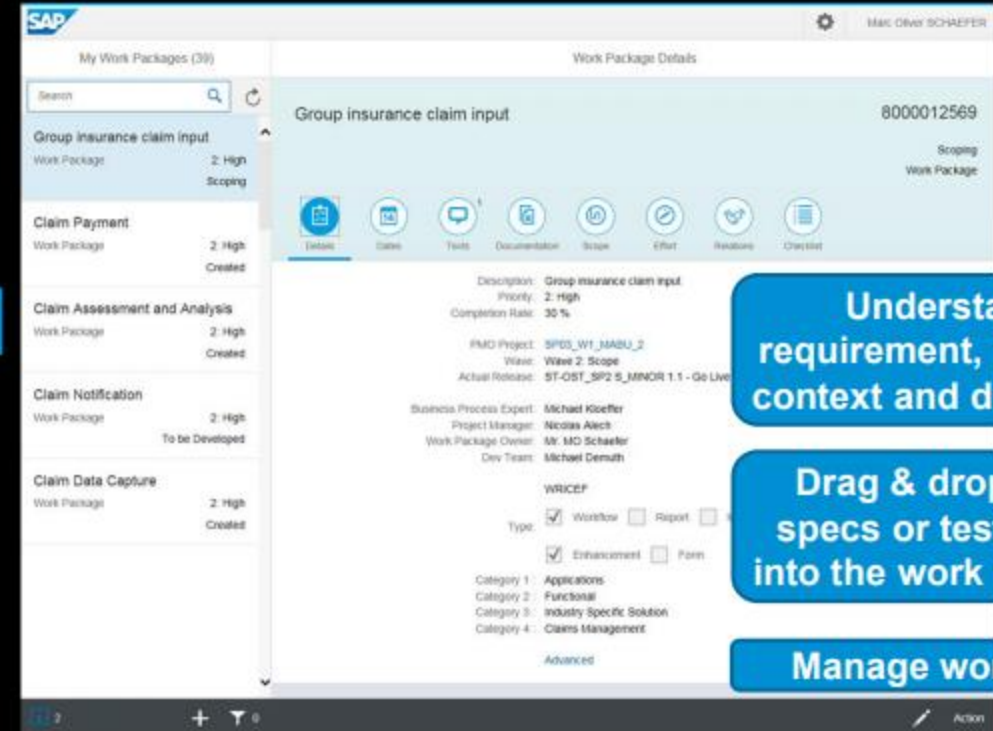 SAP
Marc Oliver SCHAEFER
My Work Packages (39)
Work Package Details
Search
Group insurance claim input
Work Package 2: High
Scoping
Claim Payment
Work Package 2: High
Created
Claim Assessment and Analysis
Work Package 2: High
Created
Claim Notification
Work Package 2: High
To be Developed
Claim Data Capture
Work Package 2: High
Created
Group insurance claim input 8000012569
Scoping
Work Package
1
Details Dates Texts Documentation Scope Effort Relations Checklist
Description: Group insurance claim input
Priority: 2: High
Completion Rate: 30 %
PMO Project: SP03_W1_MABU_2
Wave: Wave 2: Scope
Actual Release: ST-OST_SP2 S_MINOR 1.1 - Go Live
Business Process Expert: Michael Kloeffer
Project Manager: Nicolas Alech
Work Package Owner: Mr. MO Schaefer
Dev Team: Michael Demuth
WRICEF
Type: Workflow Report
Enhancement Form
Category 1 : Applications
Category 2 : Functional
Category 3 : Industry Specific Solution
Category 4 : Claims Management
Advanced
Understa
requirement,
context and d
Drag & drop
specs or tes
into the work
Manage wo
2
0
Action